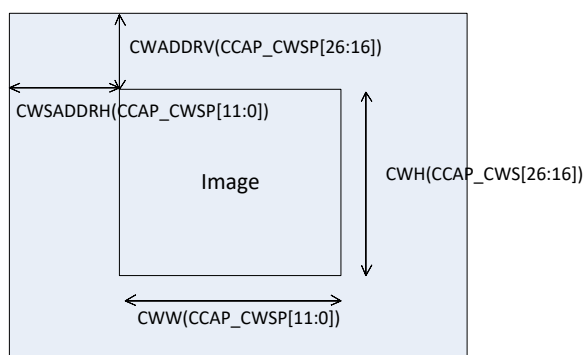 CWADDRV(CCAP_CWSP[26:16])
CWSADDRH(CCAP_CWSP[11:0])
Image
CWH(CCAP_CWS[26:16])
CWW(CCAP_CWSP[11:0])